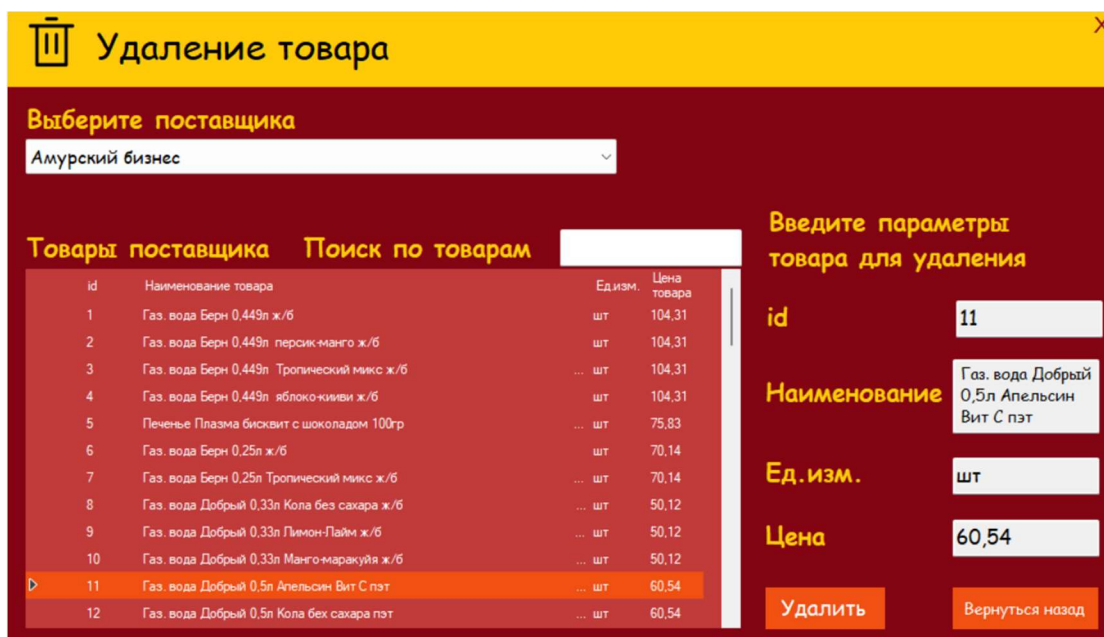 Удаление товара
X
Выберите поставщика
Амурский бизнес
Товары поставщика Поиск по товарам
id Наименование товара Ед.изм. Цена товара
1 Газ. вода Берн 0,449л ж/б шт 104,31
2 Газ. вода Берн 0,449л персик-манго ж/б шт 104,31
3 Газ. вода Берн 0,449л Тропический микс ж/б ... шт 104,31
4 Газ. вода Берн 0,449л яблоко-кииви ж/б ... шт 104,31
5 Печенье Плазма бисквит с шоколадом 100гр ... шт 75,83
6 Газ. вода Берн 0,25л ж/б шт 70,14
7 Газ. вода Берн 0,25л Тропический микс ж/б ... шт 70,14
8 Газ. вода Добрый 0,33л Кола без сахара ж/б ... шт 50,12
9 Газ. вода Добрый 0,33л Лимон-Лайм ж/б ... шт 50,12
10 Газ. вода Добрый 0,33л Манго-маракуйя ж/б ... шт 50,12
11 Газ. вода Добрый 0,5л Апельсин Вит С пэт ... шт 60,54
12 Газ. вода Добрый 0,5л Кола бех сахара пэт ... шт 60,54
Введите параметры
товара для удаления
id 11
Наименование
Газ. вода Добрый
0,5л Апельсин
Вит С пэт
Ед.изм. шт
Цена 60,54
Удалить Вернуться назад